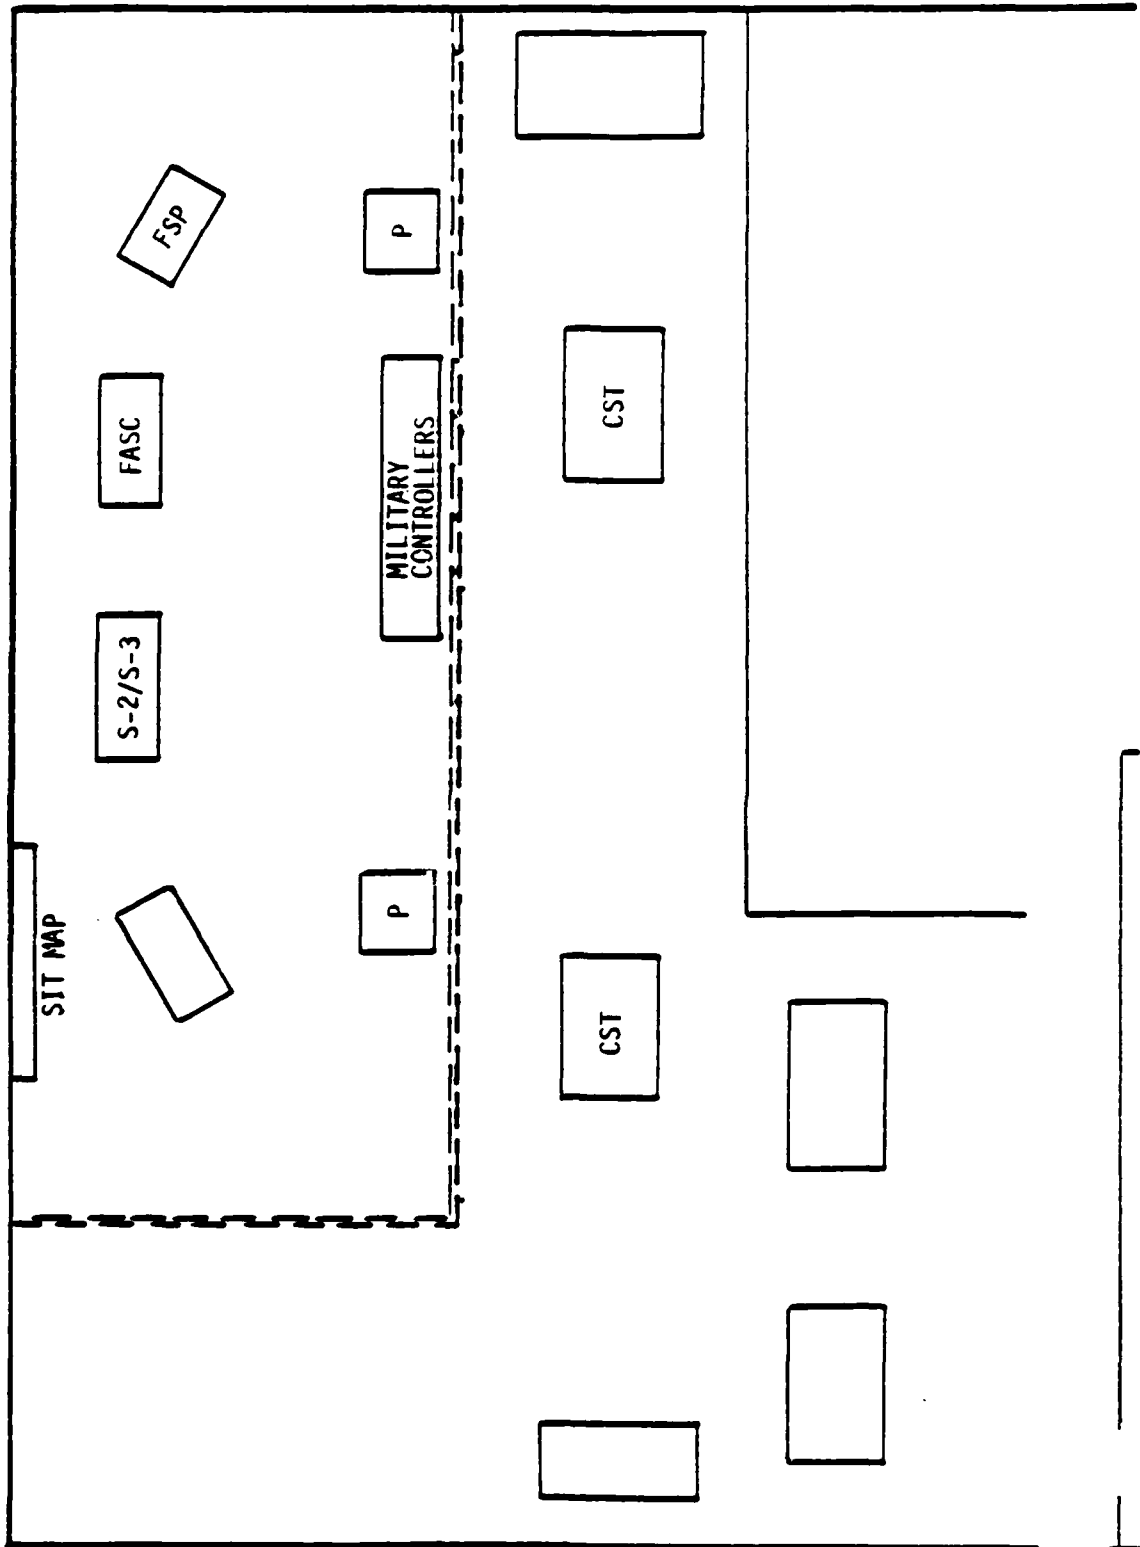 SIT MAP
S-2/S-3
FASC
FSP
P
MILITARY
CONTROLLERS
P
CST
CST